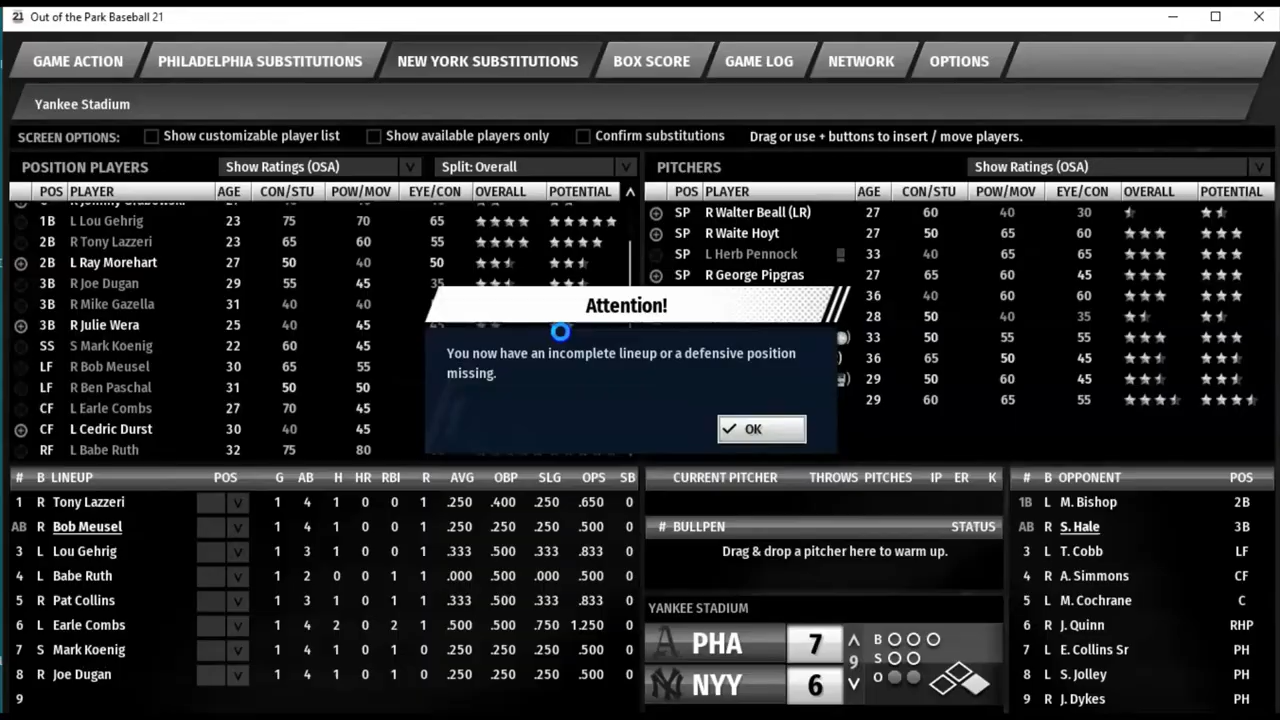 21 Out of the Park Baseball 21
GAME ACTION PHILADELPHIA SUBSTITUTIONS NEW YORK SUBSTITUTIONS BOX SCORE GAME LOG NETWORK OPTIONS
Yankee Stadium
SCREEN OPTIONS: Show customizable player list Show available players only Confirm substitutions Drag or use + buttons to insert / move players.
POSITION PLAYERS Show Ratings (OSA) Split: Overall
POS PLAYER AGE CON/STU POW/MOV EYE/CON OVERALL POTENTIAL
1B L Lou Gehrig 23 75 70 65
2B R Tony Lazzeri 23 65 60 55
2B L Ray Morehart 27 50 40 50
3B R Joe Dugan 29 55 45 35
3B R Mike Gazella 31 40 40
3B R Julie Wera 25 40 45
SS S Mark Koenig 22 60 45
LF R Bob Meusel 30 65 55
LF R Ben Paschal 31 50 50
CF L Earle Combs 27 70 45
CF L Cedric Durst 30 40 45
RF L Babe Ruth 32 75 80
PITCHERS Show Ratings (OSA)
POS PLAYER AGE CON/STU POW/MOV EYE/CON OVERALL POTENTIAL
SP R Walter Beall (LR) 27 60 40 30
SP R Waite Hoyt 27 50 65 60
SP L Herb Pennock 33 40 65 65
SP R George Pipgras 27 65 60 45
36 40 60 60
28 50 40 35
33 50 55 55
36 65 50 45
29 50 60 45
29 60 65 55
Attention!
You now have an incomplete lineup or a defensive position
missing.
OK
# B LINEUP POS G AB H HR RBI R AVG OBP SLG OPS SB
1 R Tony Lazzeri 1 4 1 0 0 1 .250 .400 .250 .650 0
AB R Bob Meusel 1 4 1 0 1 1 .250 .250 .250 .500 0
3 L Lou Gehrig 1 3 1 0 0 1 .333 .500 .333 .833 0
4 L Babe Ruth 1 2 0 0 1 1 .000 .500 .000 .500 0
5 R Pat Collins 1 3 1 0 1 0 .333 .500 .333 .833 0
6 L Earle Combs 1 4 2 0 2 1 .500 .500 .750 1.250 0
7 S Mark Koenig 1 4 1 0 0 0 .250 .250 .250 .500 0
8 R Joe Dugan 1 4 1 0 0 1 .250 .250 .250 .500 0
9
CURRENT PITCHER THROWS PITCHES IP ER K
# BULLPEN STATUS
Drag & drop a pitcher here to warm up.
YANKEE STADIUM
A PHA 7 B
9 S
NY NYY 6 O
# B OPPONENT POS
1B L M. Bishop 2B
AB R S. Hale 3B
3 L T. Cobb LF
4 R A. Simmons CF
5 L M. Cochrane C
6 R J. Quinn RHP
7 L E. Collins Sr PH
8 L S. Jolley PH
9 R J. Dykes PH